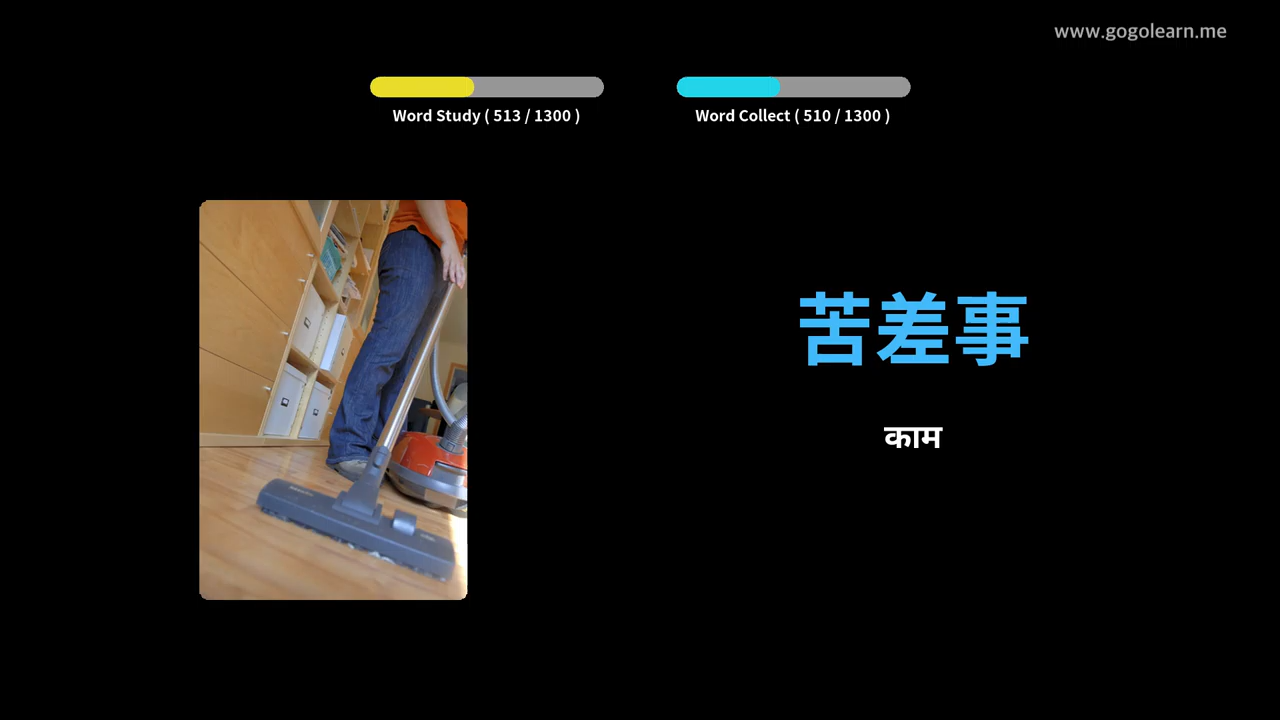 www.gogolearn.me
Word Study ( 513 / 1300 )
Word Collect ( 510 / 1300 )
苦差事
काम